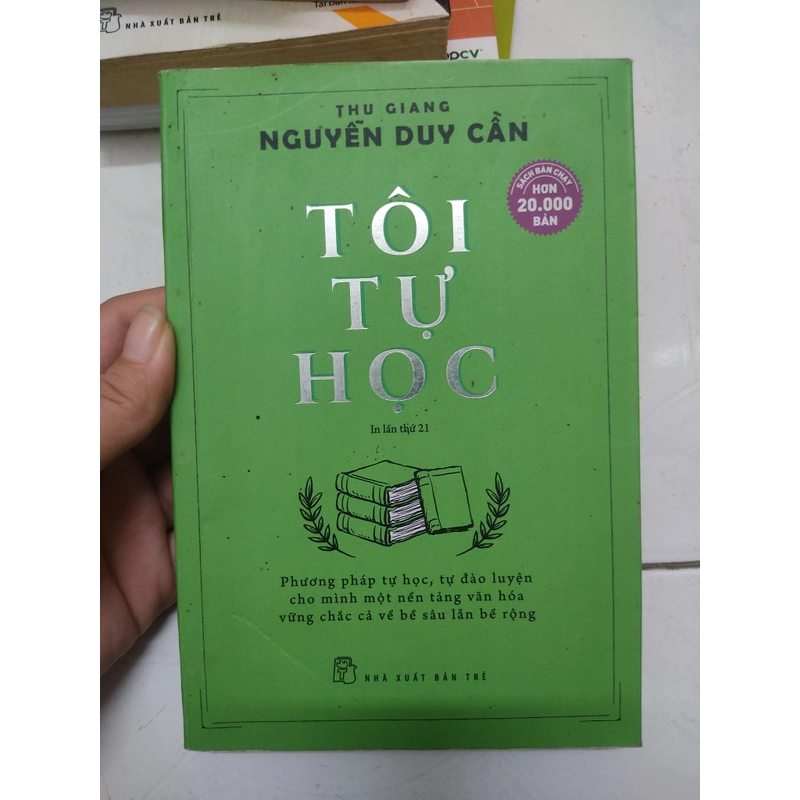 NHÀ XUẤT BẢN TRẺ
THU GIANG
NGUYỄN DUY CẦN
SÁCH BÁN CHẠY
HƠN
20.000
BẢN
TÔI
TỰ
HỌC
In lần thứ 21
Phương pháp tự học, tự đào luyện
cho mình một nền tảng văn hóa
vững chắc cả về bề sâu lẫn bề rộng
NHÀ XUẤT BẢN TRẺ